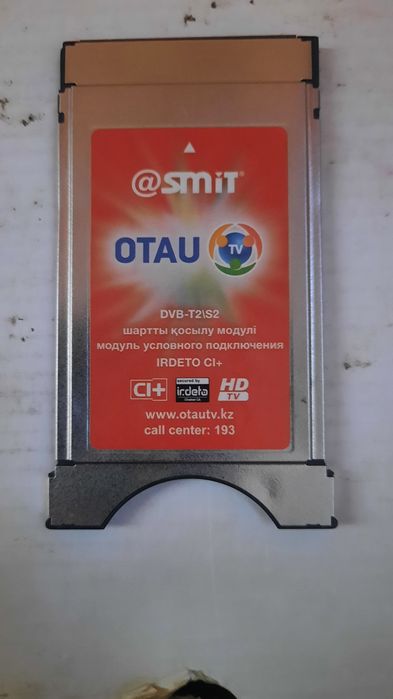 @SMiT
OTAU TV
DVB-T2\S2
шартты қосылу модулі
модуль условного подключения
IRDETO CI+
CI+ secured by irdeto HD TV
www.otautv.kz
call center: 193